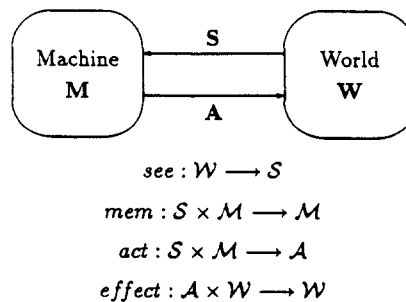 S
Machine World
M W
A
see : W ⟶ S
mem : S × M ⟶ M
act : S × M ⟶ A
effect : A × W ⟶ W